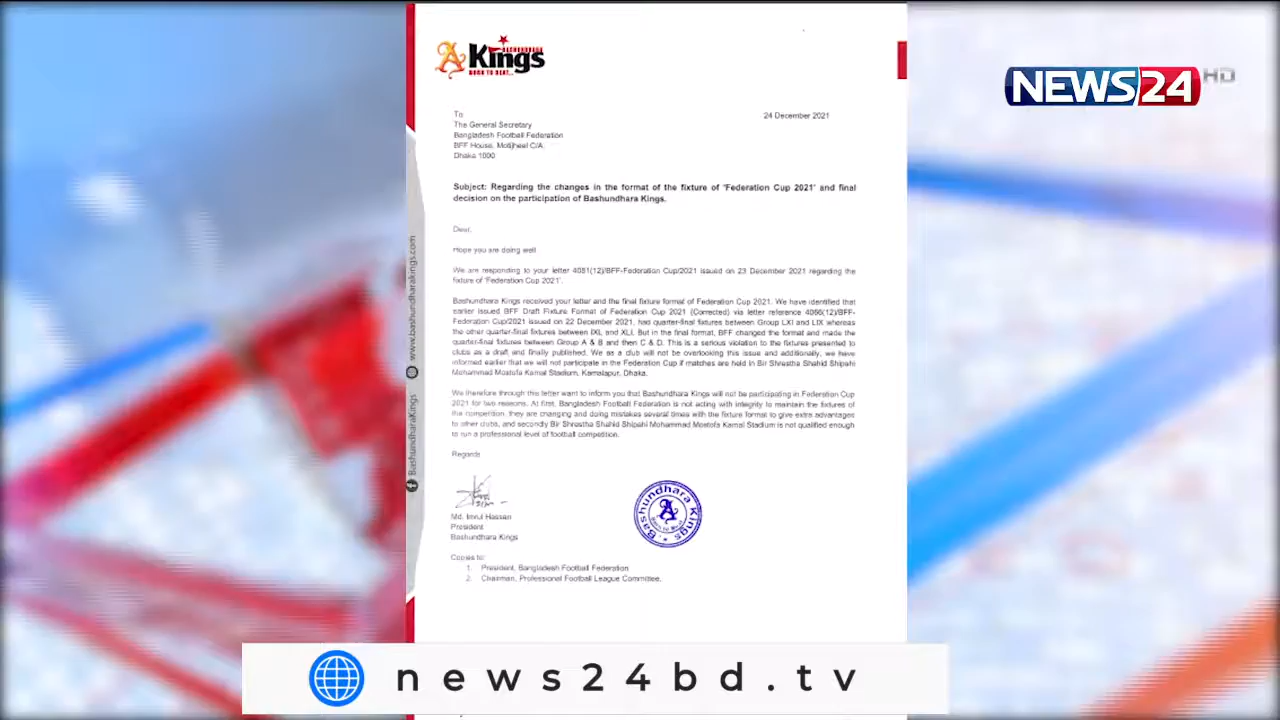 A Kings
BASHUNDHARA
BORN TO BEAT...
NEWS24 HD
To
24 December 2021
The General Secretary
Bangladesh Football Federation
BFF House, Motijheel C/A.
Dhaka 1000
Subject: Regarding the changes in the format of the fixture of 'Federation Cup 2021' and final
decision on the participation of Bashundhara Kings.
Dear,
Hope you are doing well
We are responding to your letter 4081(12)/BFF-Federation Cup/2021 issued on 23 December 2021 regarding the
fixture of 'Federation Cup 2021'.
Bashundhara Kings received your letter and the final fixture format of Federation Cup 2021. We have identified that
earlier issued BFF Draft Fixture Format of Federation Cup 2021 (Corrected) via letter reference 4066(12)/BFF-
Federation Cup/2021 issued on 22 December 2021, had quarter-final fixtures between Group LXI and LIX whereas
the other quarter-final fixtures between IXL and XLI. But in the final format, BFF changed the format and made the
quarter-final fixtures between Group A & B and then C & D. This is a serious violation to the fixtures presented to
clubs as a draft and finally published. We as a club will not be overlooking this issue and additionally, we have
informed earlier that we will not participate in the Federation Cup if matches are held in Bir Shrestha Shahid Shipahi
Mohammad Mostofa Kamal Stadium, Kamalapur, Dhaka.
We therefore through this letter want to inform you that Bashundhara Kings will not be participating in Federation Cup
2021 for two reasons. At first, Bangladesh Football Federation is not acting with integrity to maintain the fixtures of
the competition, they are changing and doing mistakes several times with the fixture format to give extra advantages
to other clubs, and secondly Bir Shrestha Shahid Shipahi Mohammad Mostofa Kamal Stadium is not qualified enough
to run a professional level of football competition.
Regards
Md. Imrul Hassan
President
Bashundhara Kings
Bashundhara Kings
A
Copies to:
1. President, Bangladesh Football Federation
2. Chairman, Professional Football League Committee.
www.bashundharakings.com
BashundharaKings
news24bd.tv